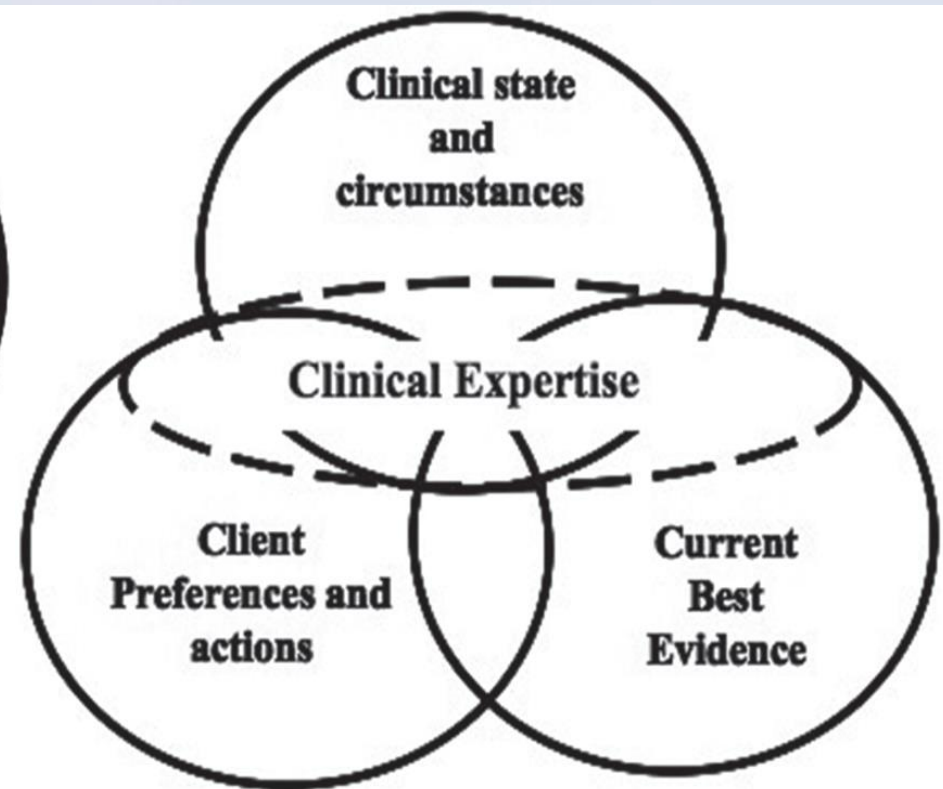 Clinical state
and
circumstances
Clinical Expertise
Client
Preferences and
actions
Current
Best
Evidence